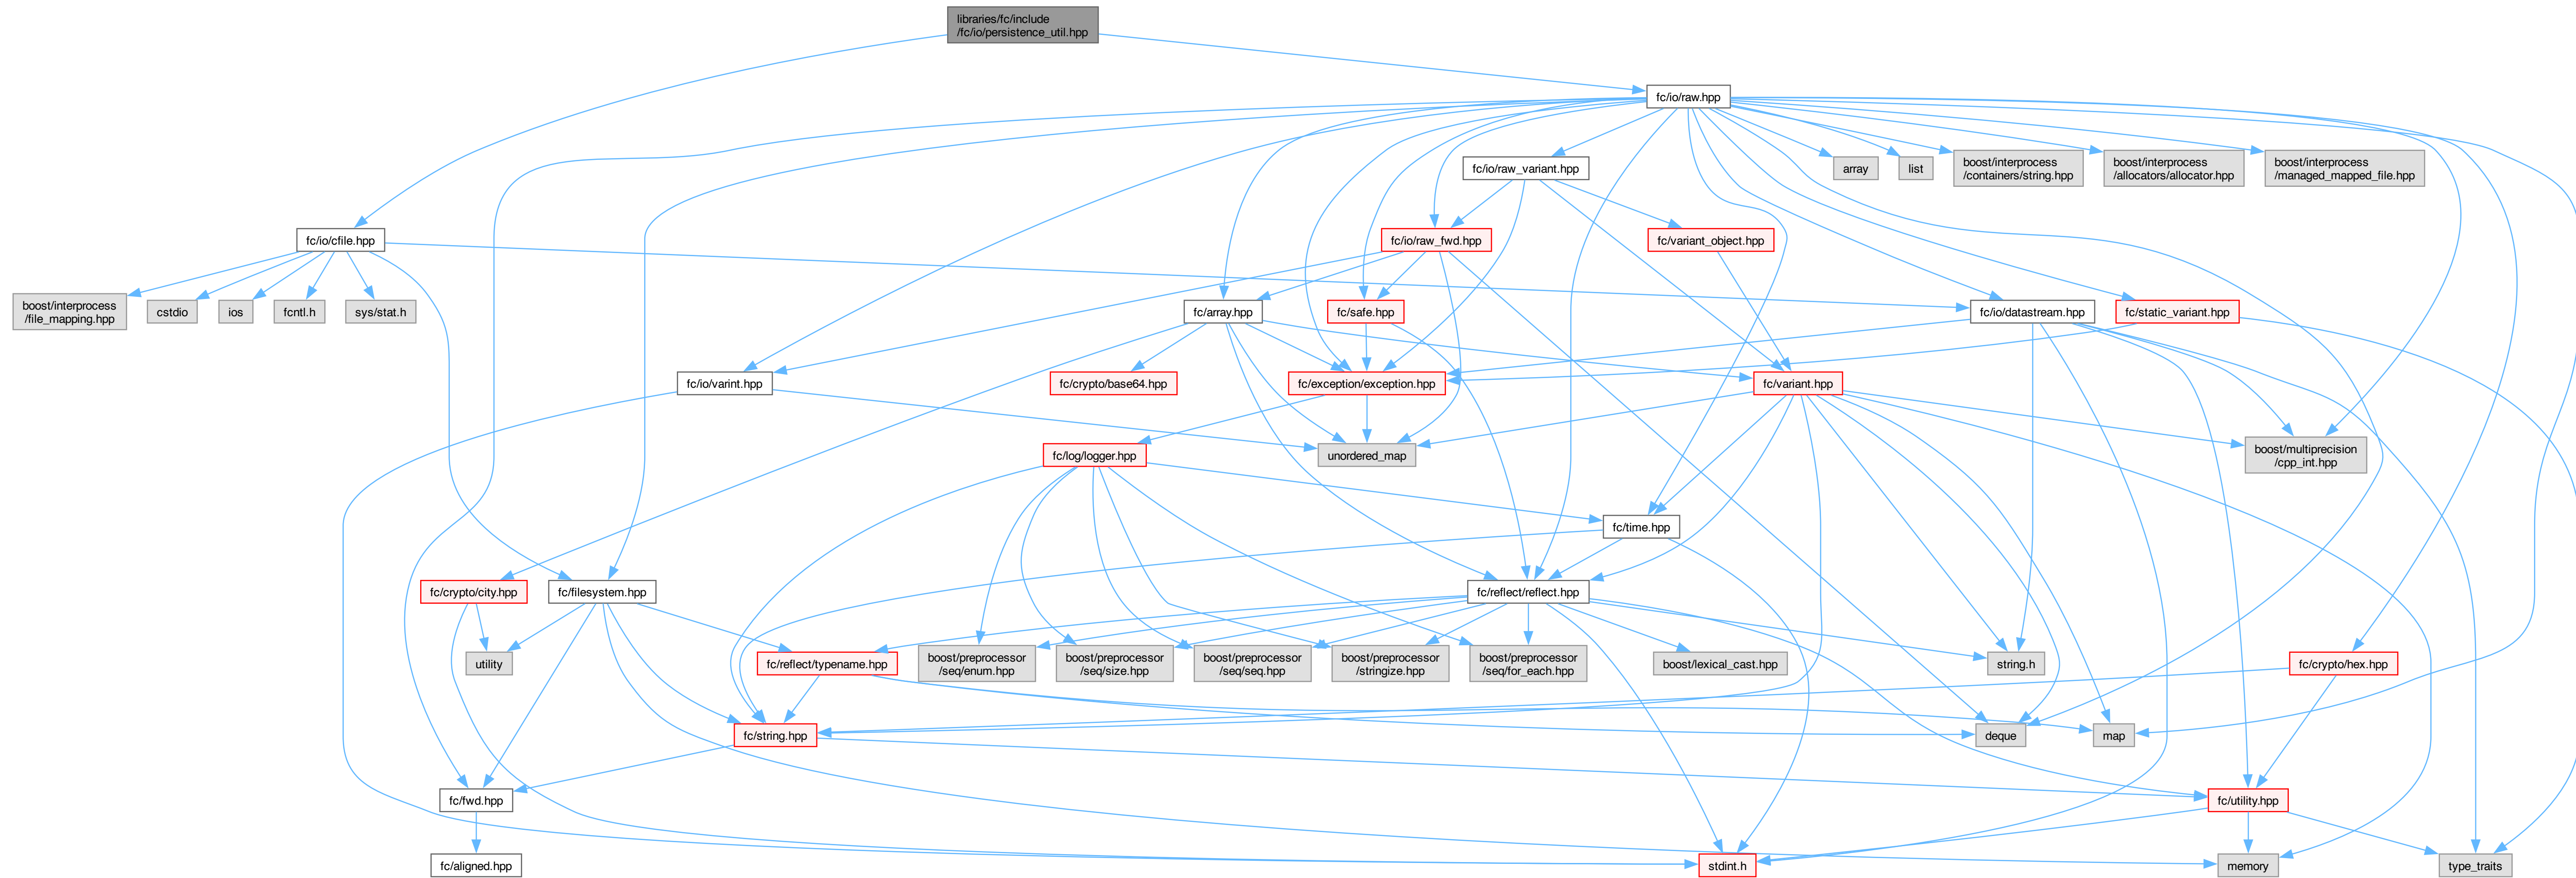 libraries/fc/include
/fc/io/persistence_util.hpp
fc/io/raw.hpp
fc/io/raw_variant.hpp
array
list
boost/interprocess
/containers/string.hpp
boost/interprocess
/allocators/allocator.hpp
boost/interprocess
/managed_mapped_file.hpp
fc/io/cfile.hpp
fc/io/raw_fwd.hpp
fc/variant_object.hpp
boost/interprocess
/file_mapping.hpp
cstdio
ios
fcntl.h
sys/stat.h
fc/array.hpp
fc/safe.hpp
fc/io/datastream.hpp
fc/static_variant.hpp
fc/io/varint.hpp
fc/crypto/base64.hpp
fc/exception/exception.hpp
fc/variant.hpp
fc/log/logger.hpp
unordered_map
boost/multiprecision
/cpp_int.hpp
fc/time.hpp
fc/crypto/city.hpp
fc/filesystem.hpp
fc/reflect/reflect.hpp
utility
fc/reflect/typename.hpp
boost/preprocessor
/seq/enum.hpp
boost/preprocessor
/seq/size.hpp
boost/preprocessor
/seq/seq.hpp
boost/preprocessor
/stringize.hpp
boost/preprocessor
/seq/for_each.hpp
boost/lexical_cast.hpp
string.h
fc/crypto/hex.hpp
fc/string.hpp
deque
map
fc/fwd.hpp
fc/utility.hpp
fc/aligned.hpp
stdint.h
memory
type_traits